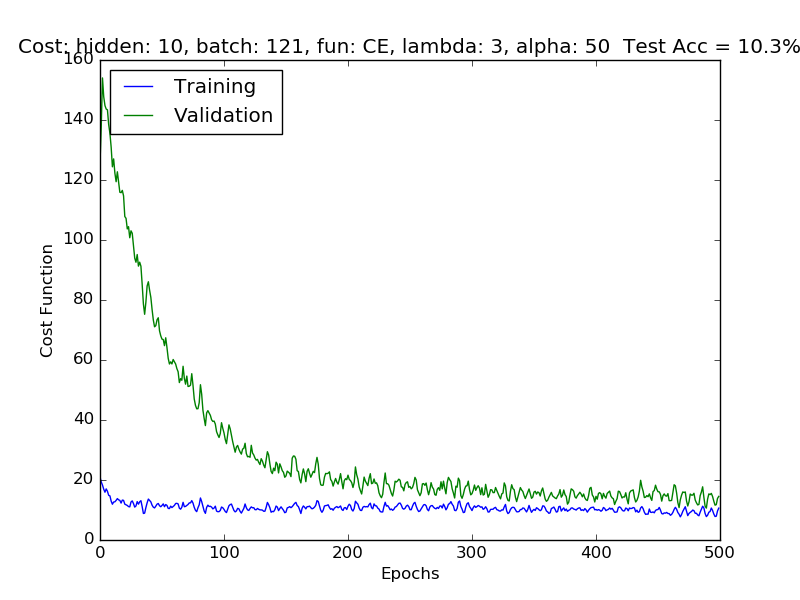 Cost: hidden: 10, batch: 121, fun: CE, lambda: 3, alpha: 50  Test Acc = 10.3%
160
140
120
100
80
60
40
20
0
Training
Validation
Cost Function
0 100 200 300 400 500
Epochs